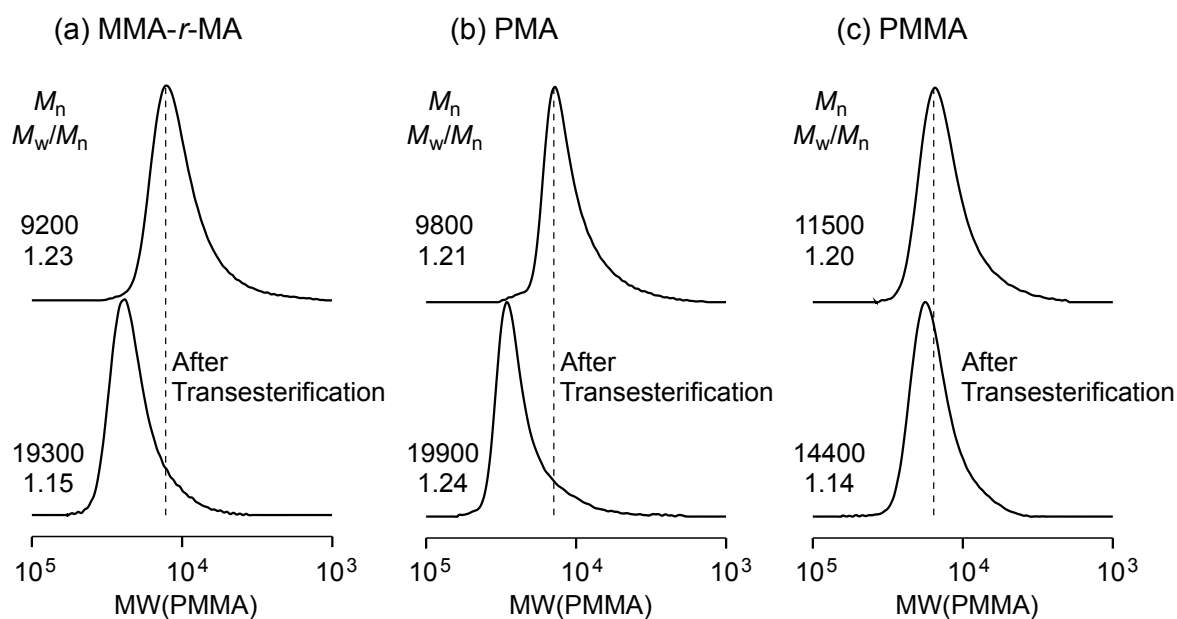 (a) MMA-r-MA
Mn
Mw/Mn
9200
1.23
After
Transesterification
19300
1.15
10^5 10^4 10^3
MW(PMMA)
(b) PMA
Mn
Mw/Mn
9800
1.21
After
Transesterification
19900
1.24
10^5 10^4 10^3
MW(PMMA)
(c) PMMA
Mn
Mw/Mn
11500
1.20
After
Transesterification
14400
1.14
10^5 10^4 10^3
MW(PMMA)